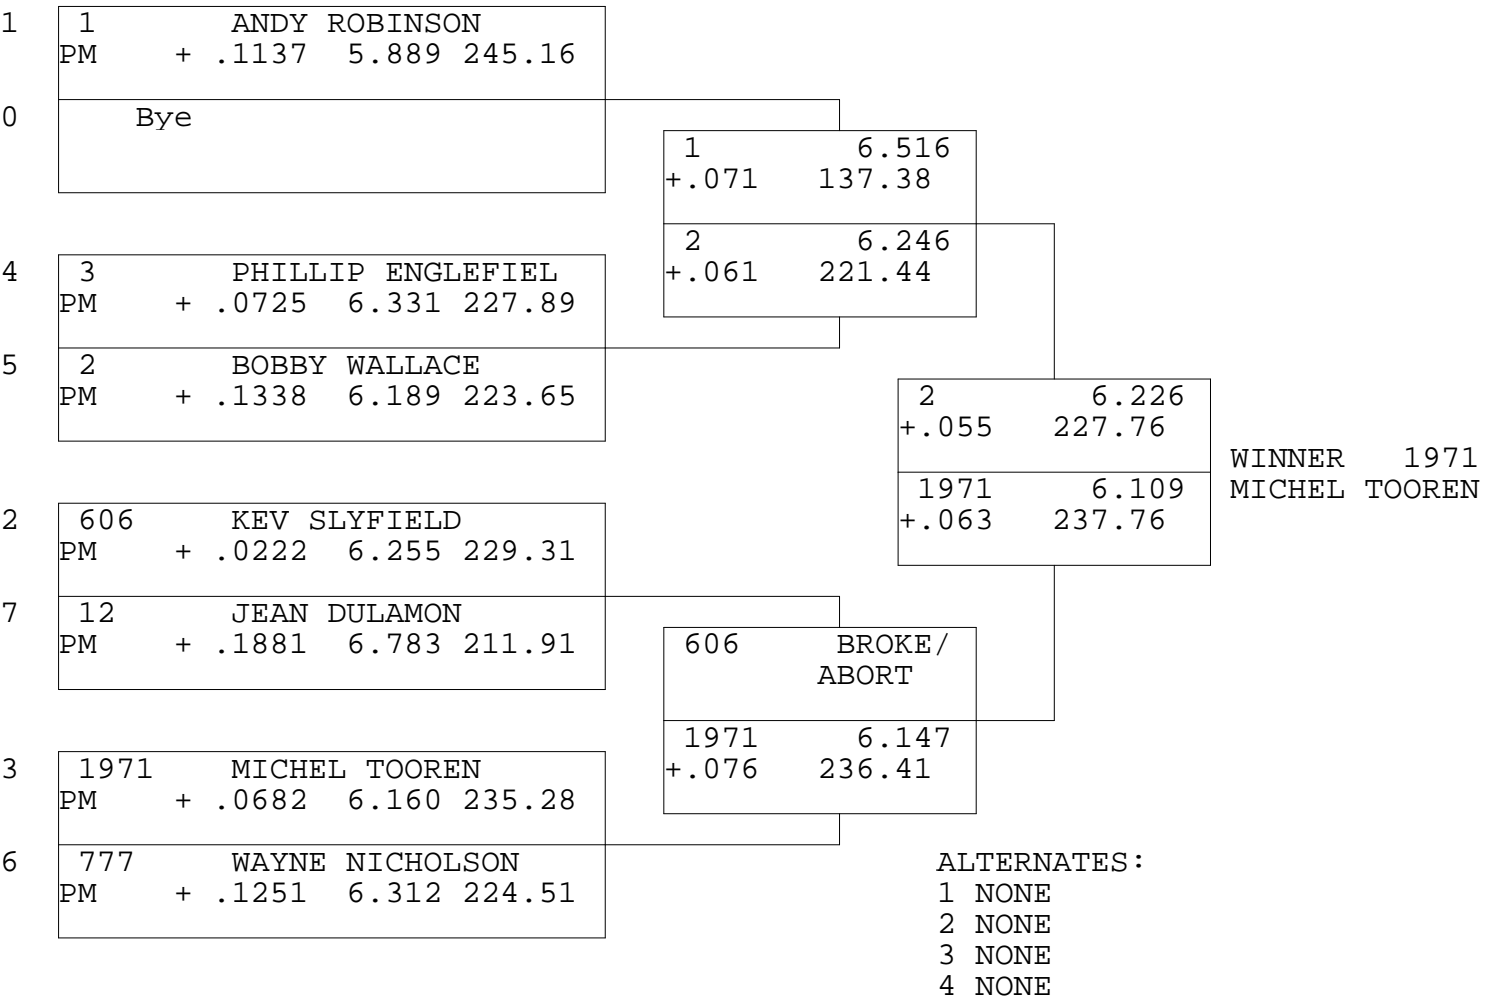 1 1 ANDY ROBINSON
PM + .1137 5.889 245.16
0 Bye
4 3 PHILLIP ENGLEFIEL
PM + .0725 6.331 227.89
5 2 BOBBY WALLACE
PM + .1338 6.189 223.65
2 606 KEV SLYFIELD
PM + .0222 6.255 229.31
7 12 JEAN DULAMON
PM + .1881 6.783 211.91
3 1971 MICHEL TOOREN
PM + .0682 6.160 235.28
6 777 WAYNE NICHOLSON
PM + .1251 6.312 224.51
1 6.516
+.071 137.38
2 6.246
+.061 221.44
606 BROKE/
ABORT
1971 6.147
+.076 236.41
2 6.226
+.055 227.76
1971 6.109
+.063 237.76
WINNER 1971
MICHEL TOOREN
ALTERNATES:
1 NONE
2 NONE
3 NONE
4 NONE